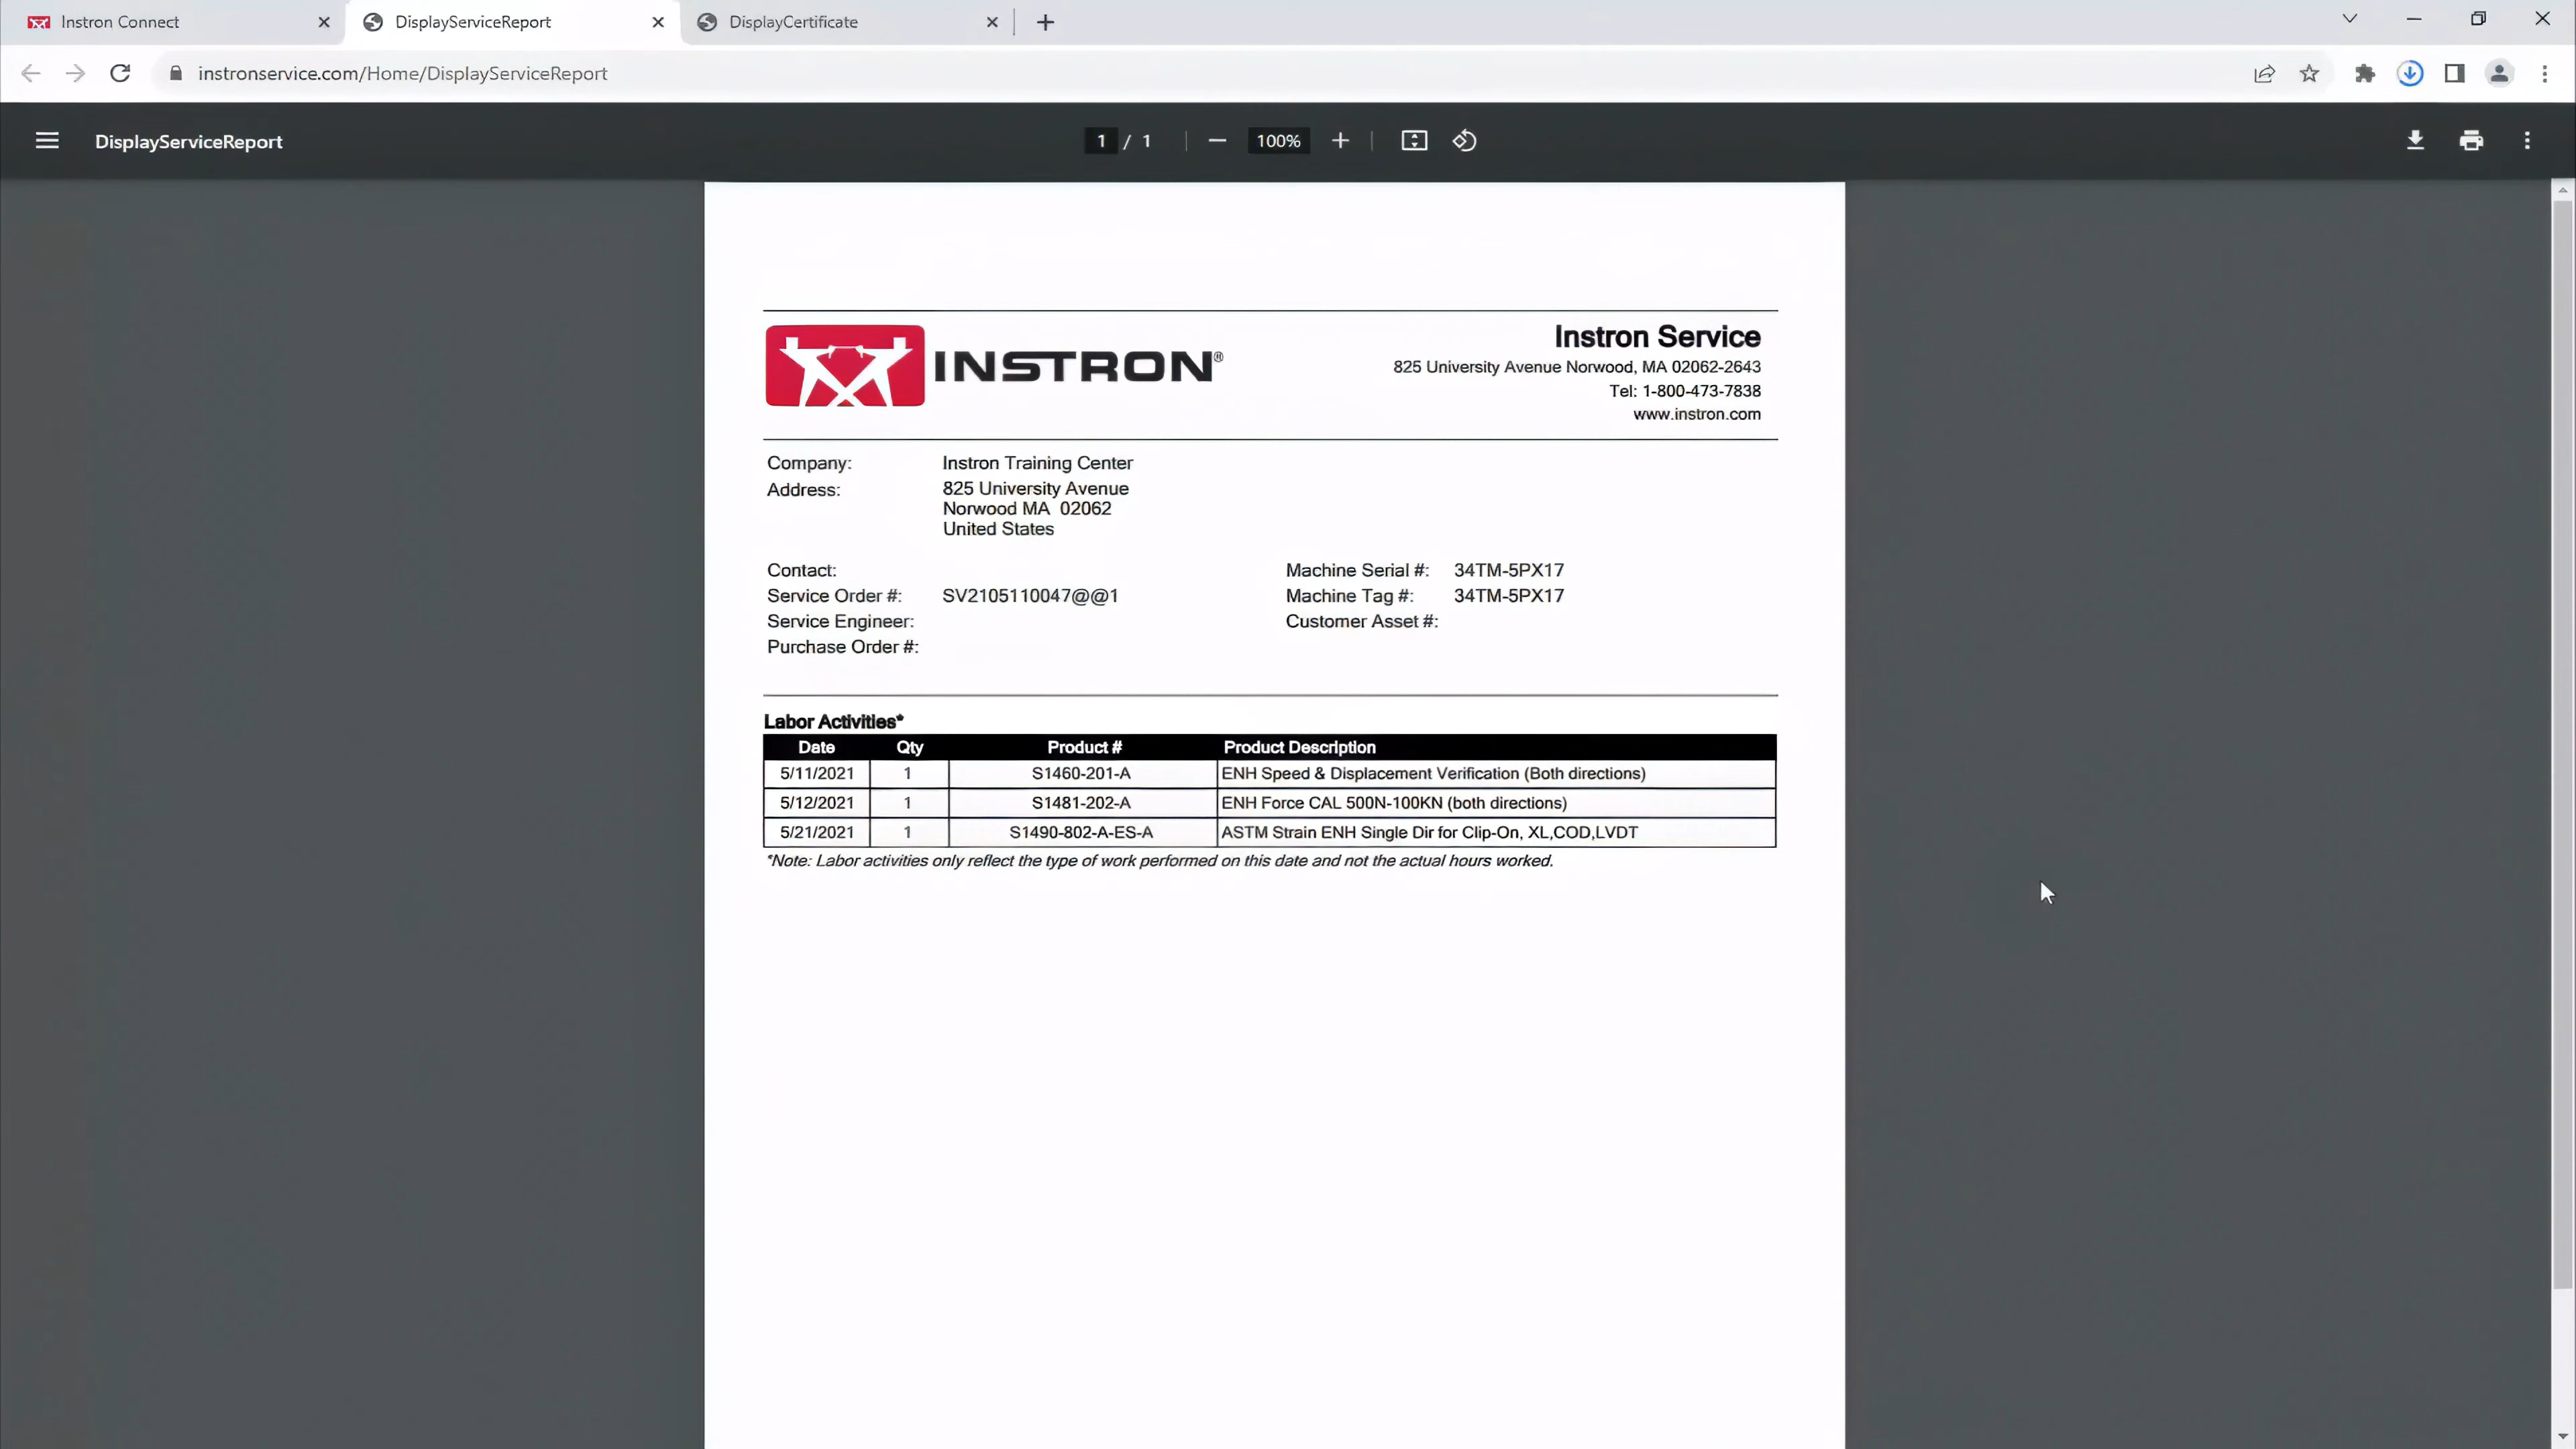 Instron Connect
DisplayServiceReport
DisplayCertificate
instronservice.com/Home/DisplayServiceReport
DisplayServiceReport
1 / 1
100%
INSTRON®
Instron Service
825 University Avenue Norwood, MA 02062-2643
Tel: 1-800-473-7838
www.instron.com
Company: Instron Training Center
Address: 825 University Avenue
Norwood MA 02062
United States
Contact:
Service Order #: SV2105110047@@1
Service Engineer:
Purchase Order #:
Machine Serial #: 34TM-5PX17
Machine Tag #: 34TM-5PX17
Customer Asset #:
Labor Activities*
Date Qty Product # Product Description
5/11/2021 1 S1460-201-A ENH Speed & Displacement Verification (Both directions)
5/12/2021 1 S1481-202-A ENH Force CAL 500N-100KN (both directions)
5/21/2021 1 S1490-802-A-ES-A ASTM Strain ENH Single Dir for Clip-On, XL,COD,LVDT
*Note: Labor activities only reflect the type of work performed on this date and not the actual hours worked.